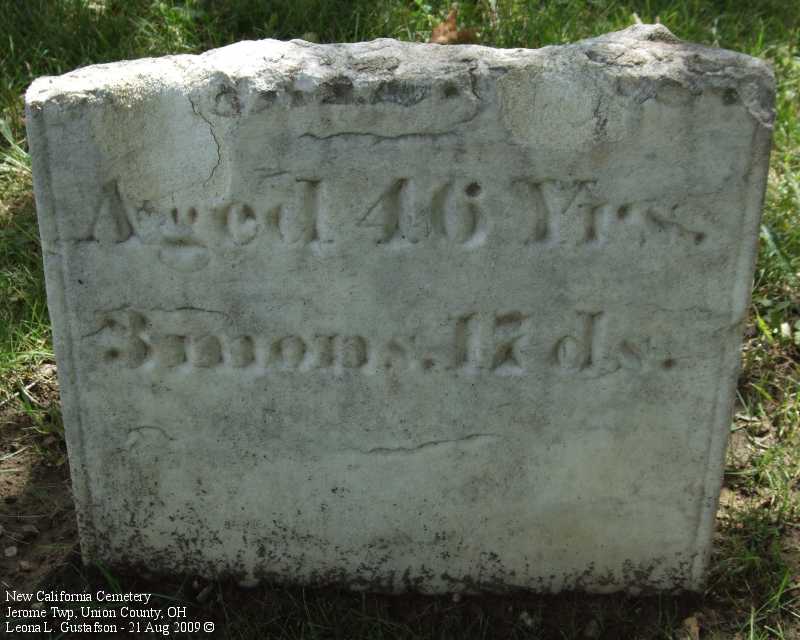 Aged 46 Yrs.
3 mons. 17 ds.
New California Cemetery
Jerome Twp, Union County, OH
Leona L. Gustafson - 21 Aug 2009 ©